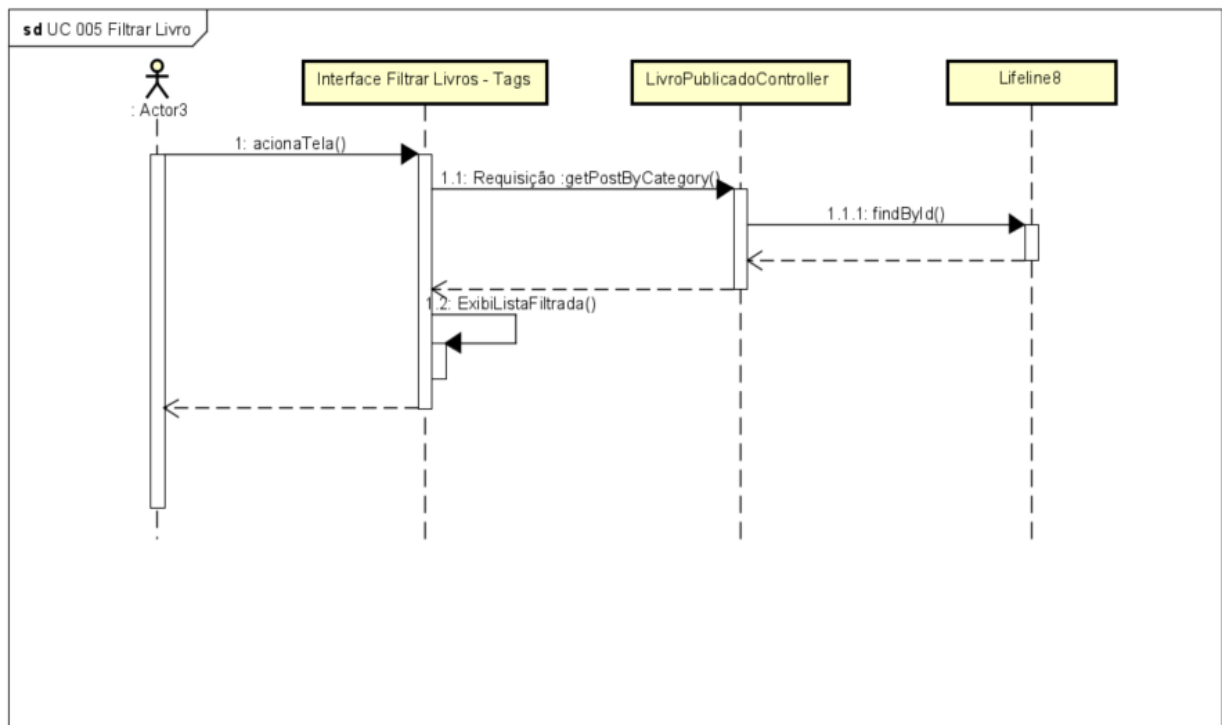 sd UC 005 Filtrar Livro
: Actor3
Interface Filtrar Livros - Tags
LivroPublicadoController
Lifeline8
1: acionaTela()
1.1: Requisição :getPostByCategory()
1.1.1: findById()
1.2: ExibiListaFiltrada()